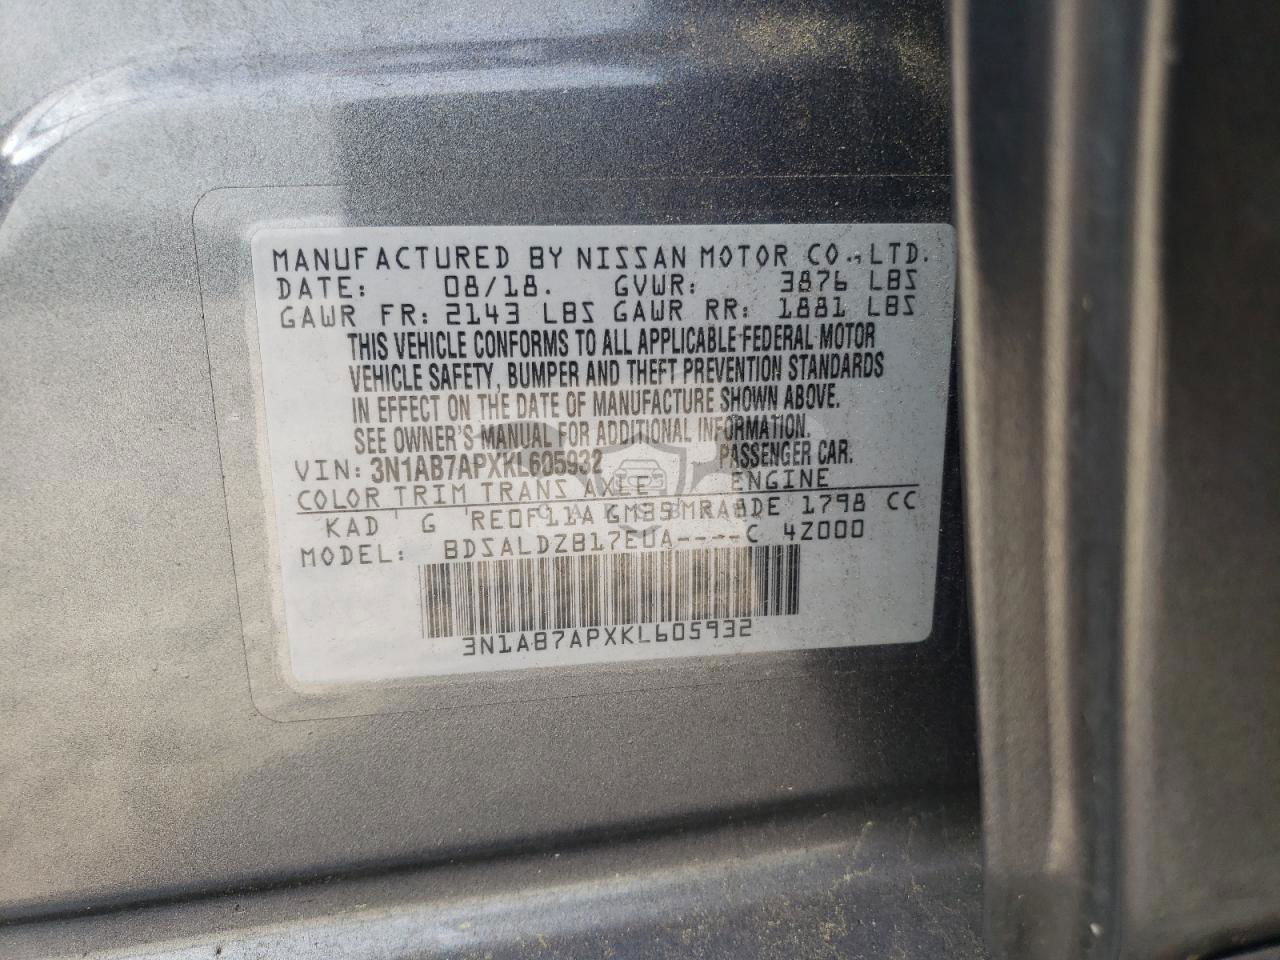 MANUFACTURED BY NISSAN MOTOR CO., LTD.
DATE: 08/18. GVWR: 3876 LBS
GAWR FR: 2143 LBS GAWR RR: 1881 LBS
THIS VEHICLE CONFORMS TO ALL APPLICABLE FEDERAL MOTOR
VEHICLE SAFETY, BUMPER AND THEFT PREVENTION STANDARDS
IN EFFECT ON THE DATE OF MANUFACTURE SHOWN ABOVE.
SEE OWNER'S MANUAL FOR ADDITIONAL INFORMATION.
VIN: 3N1AB7APXKL605932 PASSENGER CAR.
COLOR TRIM TRANS AXLE ENGINE
KAD G RE0F11A GM39 MRA8DE 1798 CC
MODEL: BDSALDZB17EUA----C 4Z000
3N1AB7APXKL605932